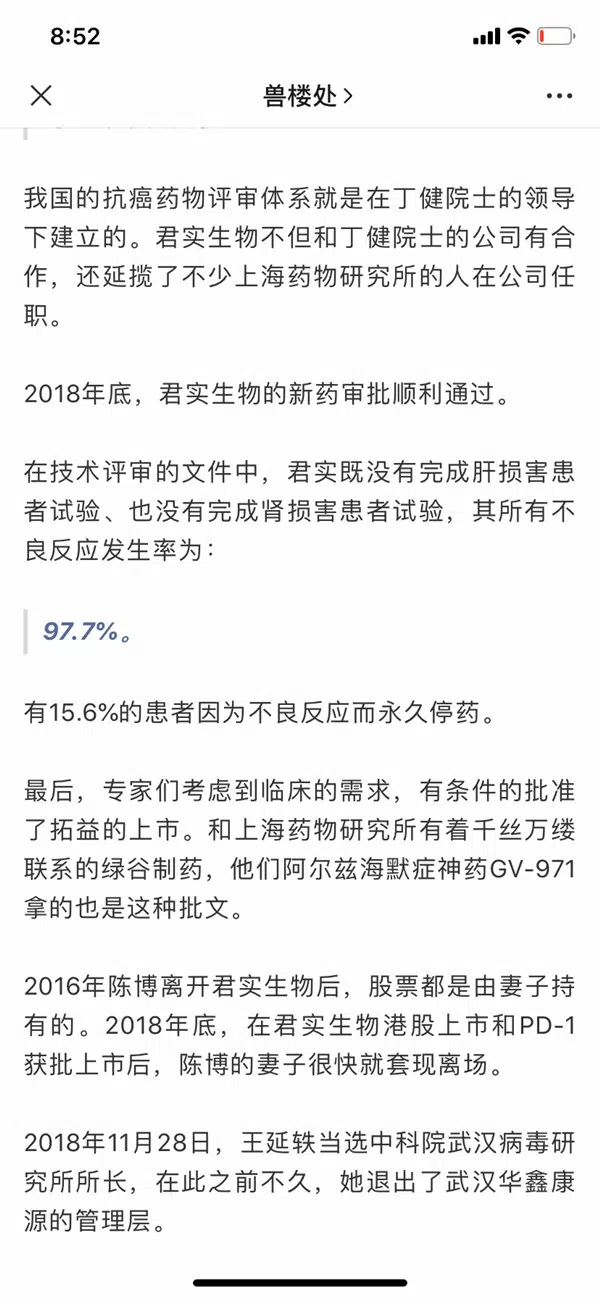 8:52
兽楼处
我国的抗癌药物评审体系就是在丁健院士的领导
下建立的。君实生物不但和丁健院士的公司有合
作，还延揽了不少上海药物研究所的人在公司任
职。
2018年底，君实生物的新药审批顺利通过。
在技术评审的文件中，君实既没有完成肝损害患
者试验、也没有完成肾损害患者试验，其所有不
良反应发生率为：
97.7%。
有15.6%的患者因为不良反应而永久停药。
最后，专家们考虑到临床的需求，有条件的批准
了拓益的上市。和上海药物研究所有着千丝万缕
联系的绿谷制药，他们阿尔兹海默症神药GV-971
拿的也是这种批文。
2016年陈博离开君实生物后，股票都是由妻子持
有的。2018年底，在君实生物港股上市和PD-1
获批上市后，陈博的妻子很快就套现离场。
2018年11月28日，王延轶当选中科院武汉病毒研
究所所长，在此之前不久，她退出了武汉华鑫康
源的管理层。